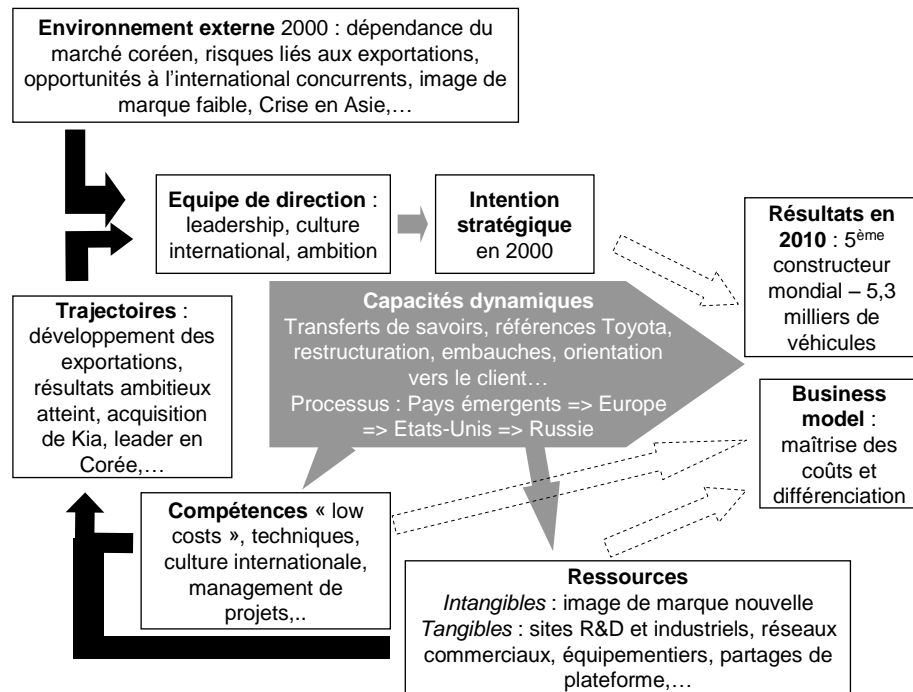 Environnement externe 2000 : dépendance du
marché coréen, risques liés aux exportations,
opportunités à l'international concurrents, image de
marque faible, Crise en Asie,…
Equipe de direction :
leadership, culture
international, ambition
Intention
stratégique
en 2000
Résultats en
2010 : 5ème
constructeur
mondial – 5,3
milliers de
véhicules
Trajectoires :
développement des
exportations,
résultats ambitieux
atteint, acquisition
de Kia, leader en
Corée,…
Capacités dynamiques
Transferts de savoirs, références Toyota,
restructuration, embauches, orientation
vers le client…
Processus : Pays émergents => Europe
=> Etats-Unis => Russie
Business
model :
maîtrise des
coûts et
différenciation
Compétences « low
costs », techniques,
culture internationale,
management de
projets,..
Ressources
Intangibles : image de marque nouvelle
Tangibles : sites R&D et industriels, réseaux
commerciaux, équipementiers, partages de
plateforme,…